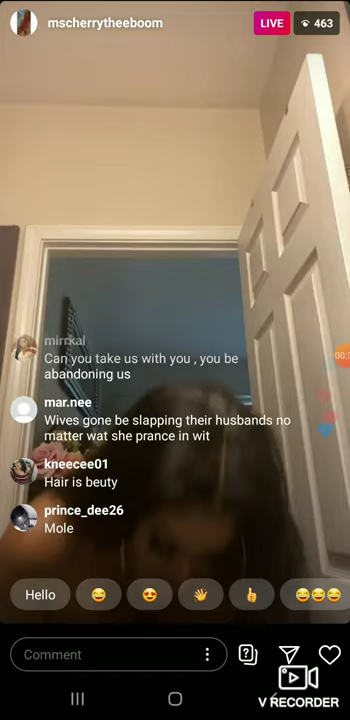 mscherrytheeboom
LIVE
463
mirrkal
Can you take us with you , you be
abandoning us
mar.nee
Wives gone be slapping their husbands no
matter wat she prance in wit
kneecee01
Hair is beuty
prince_dee26
Mole
Hello
Comment
V RECORDER